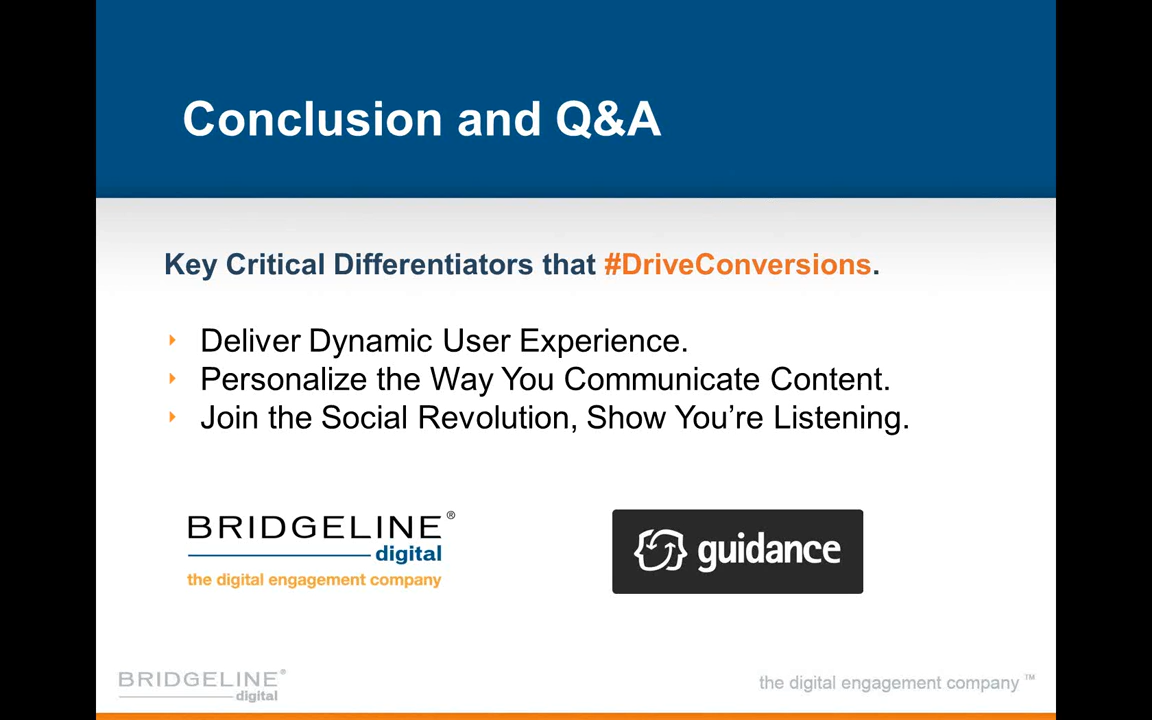 Conclusion and Q&A
Key Critical Differentiators that #DriveConversions.
Deliver Dynamic User Experience.
Personalize the Way You Communicate Content.
Join the Social Revolution, Show You’re Listening.
BRIDGELINE®
digital
the digital engagement company
guidance
BRIDGELINE®
digital
the digital engagement company ™